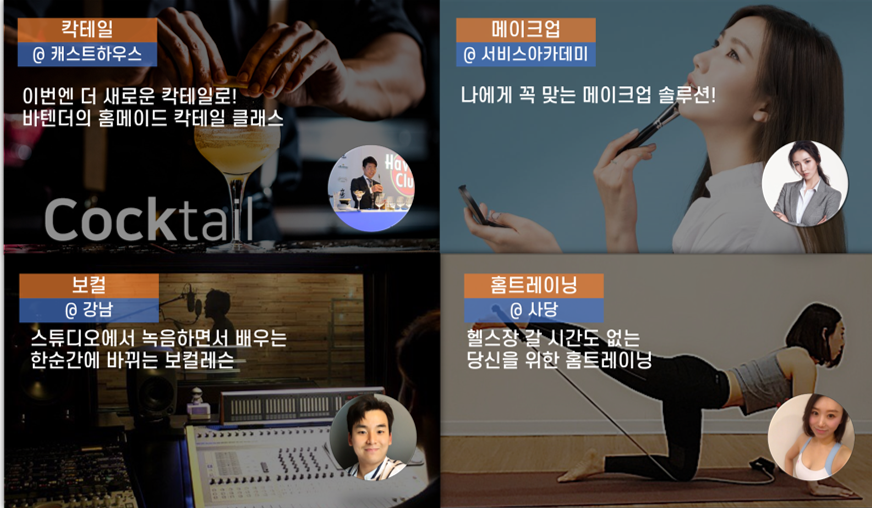 칵테일
@ 캐스트하우스
이번엔 더 새로운 칵테일로!
바텐더의 홈메이드 칵테일 클래스
Cocktail
메이크업
@ 서비스아카데미
나에게 꼭 맞는 메이크업 솔루션!
보컬
@ 강남
스튜디오에서 녹음하면서 배우는
한순간에 바뀌는 보컬레슨
홈트레이닝
@ 사당
헬스장 갈 시간도 없는
당신을 위한 홈트레이닝